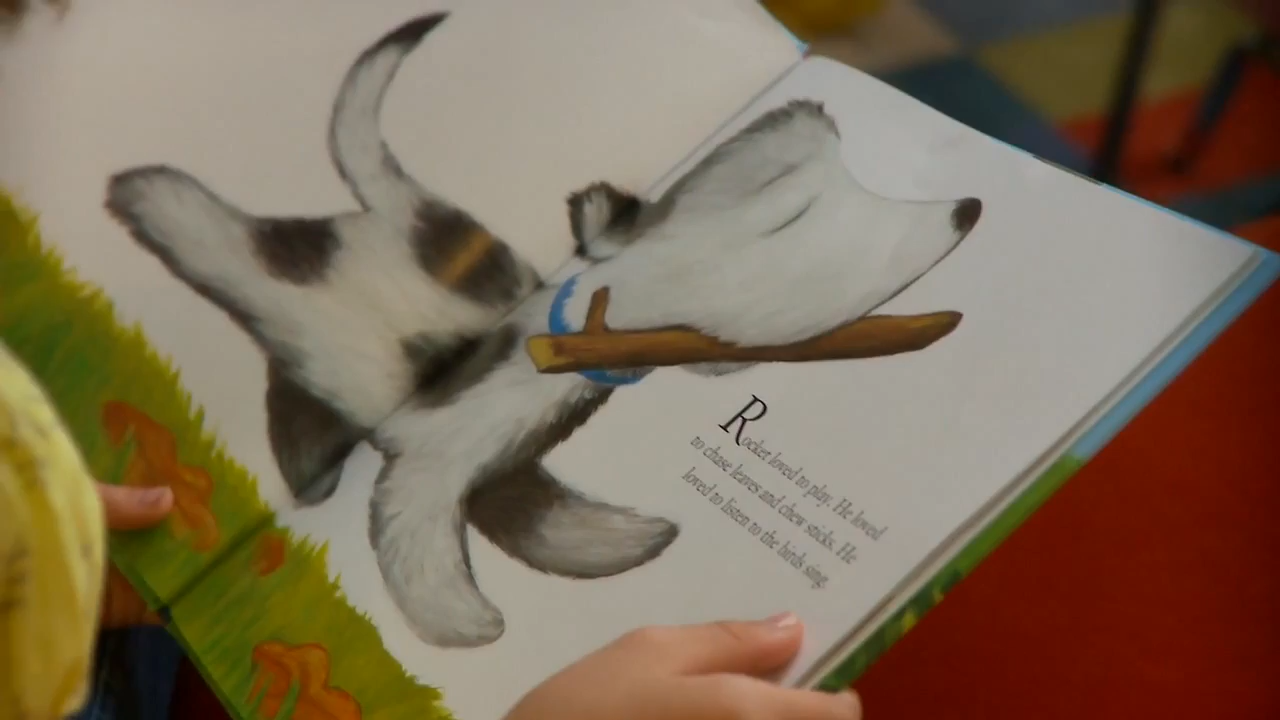 Rocket loved to play. He loved
to chase leaves and chew sticks. He
loved to listen to the birds sing.